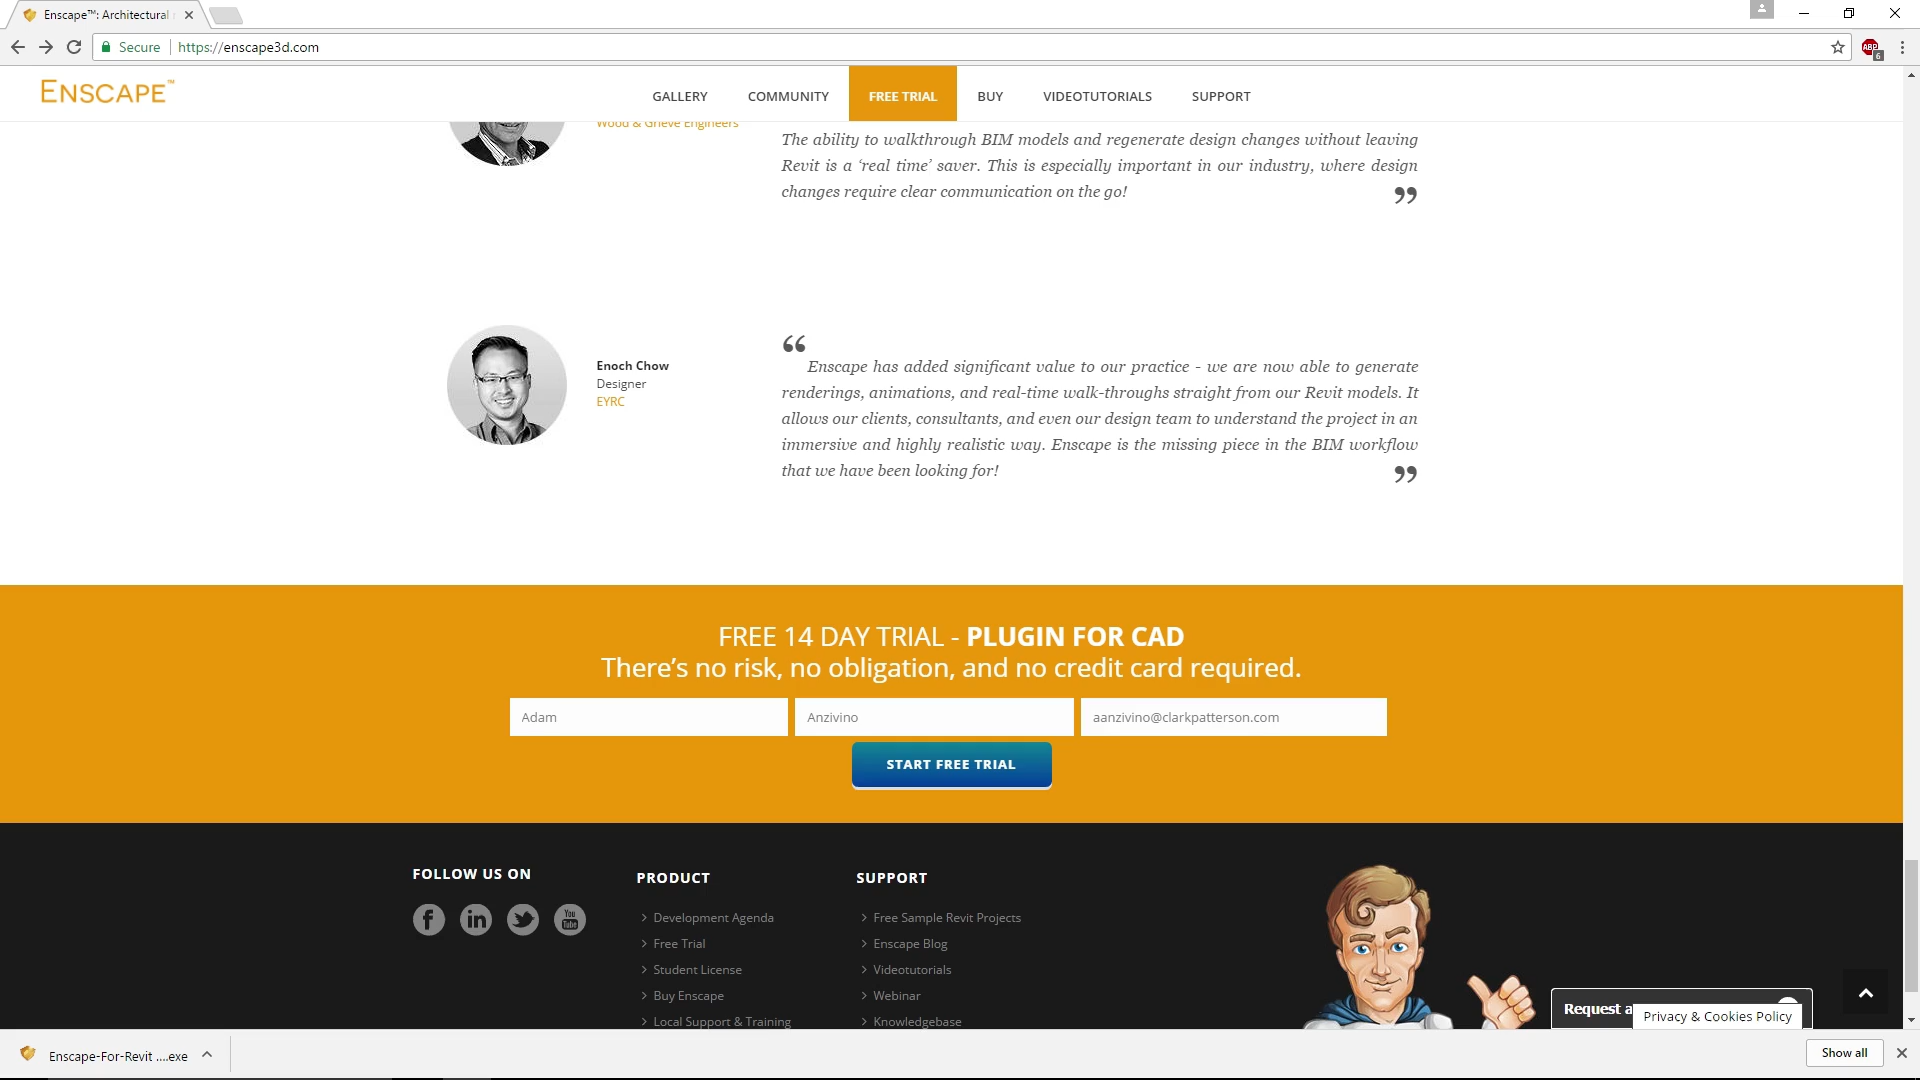 Enscape™: Architectural
Secure
https://enscape3d.com
ABP
6
ENSCAPE™
GALLERY
COMMUNITY
FREE TRIAL
BUY
VIDEOTUTORIALS
SUPPORT
Wood & Grieve Engineers
The ability to walkthrough BIM models and regenerate design changes without leaving
Revit is a ‘real time’ saver. This is especially important in our industry, where design
changes require clear communication on the go!
”
Enoch Chow
Designer
EYRC
“
Enscape has added significant value to our practice - we are now able to generate
renderings, animations, and real-time walk-throughs straight from our Revit models. It
allows our clients, consultants, and even our design team to understand the project in an
immersive and highly realistic way. Enscape is the missing piece in the BIM workflow
that we have been looking for!
”
FREE 14 DAY TRIAL - PLUGIN FOR CAD
There’s no risk, no obligation, and no credit card required.
Adam
Anzivino
aanzivino@clarkpatterson.com
START FREE TRIAL
FOLLOW US ON
You
Tube
PRODUCT
Development Agenda
Free Trial
Student License
Buy Enscape
Local Support & Training
SUPPORT
Free Sample Revit Projects
Enscape Blog
Videotutorials
Webinar
Knowledgebase
Request a
Privacy & Cookies Policy
Enscape-For-Revit ....exe
Show all